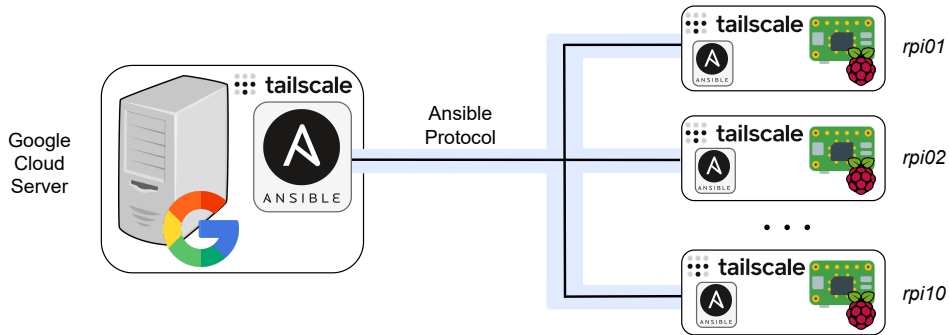 Google
Cloud
Server
tailscale
ANSIBLE
Ansible
Protocol
tailscale
ANSIBLE
rpi01
tailscale
ANSIBLE
rpi02
. . .
tailscale
ANSIBLE
rpi10